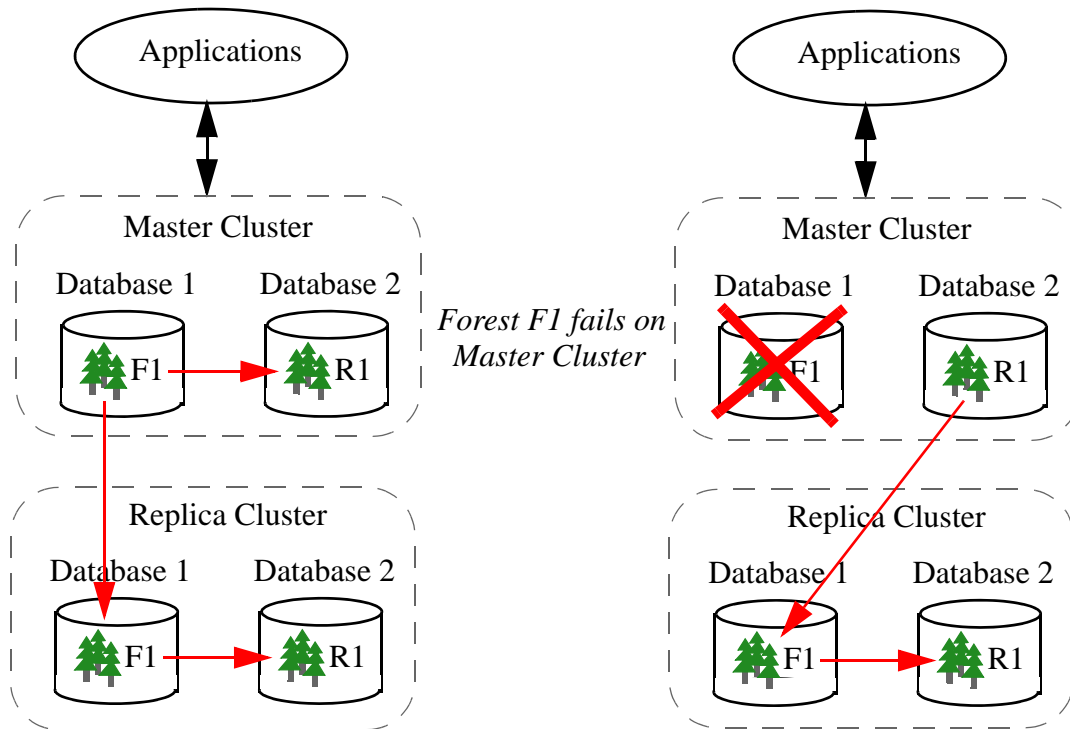 Applications
Master Cluster
Database 1
Database 2
F1
R1
Replica Cluster
Database 1
Database 2
F1
R1
Forest F1 fails on
Master Cluster
Applications
Master Cluster
Database 1
Database 2
F1
R1
Replica Cluster
Database 1
Database 2
F1
R1